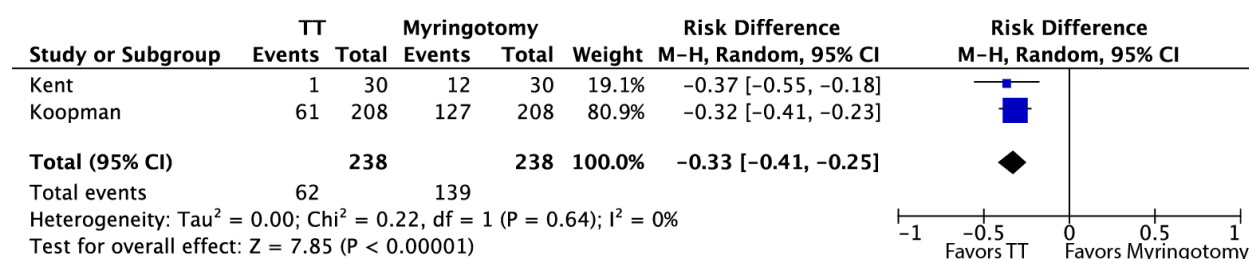 TT Myringotomy Risk Difference Risk Difference
Study or Subgroup Events Total Events Total Weight M-H, Random, 95% CI M-H, Random, 95% CI
Kent 1 30 12 30 19.1% -0.37 [-0.55, -0.18]
Koopman 61 208 127 208 80.9% -0.32 [-0.41, -0.23]
Total (95% CI) 238 238 100.0% -0.33 [-0.41, -0.25]
Total events 62 139
Heterogeneity: Tau² = 0.00; Chi² = 0.22, df = 1 (P = 0.64); I² = 0%
Test for overall effect: Z = 7.85 (P < 0.00001)
-1 -0.5 0 0.5 1
Favors TT Favors Myringotomy